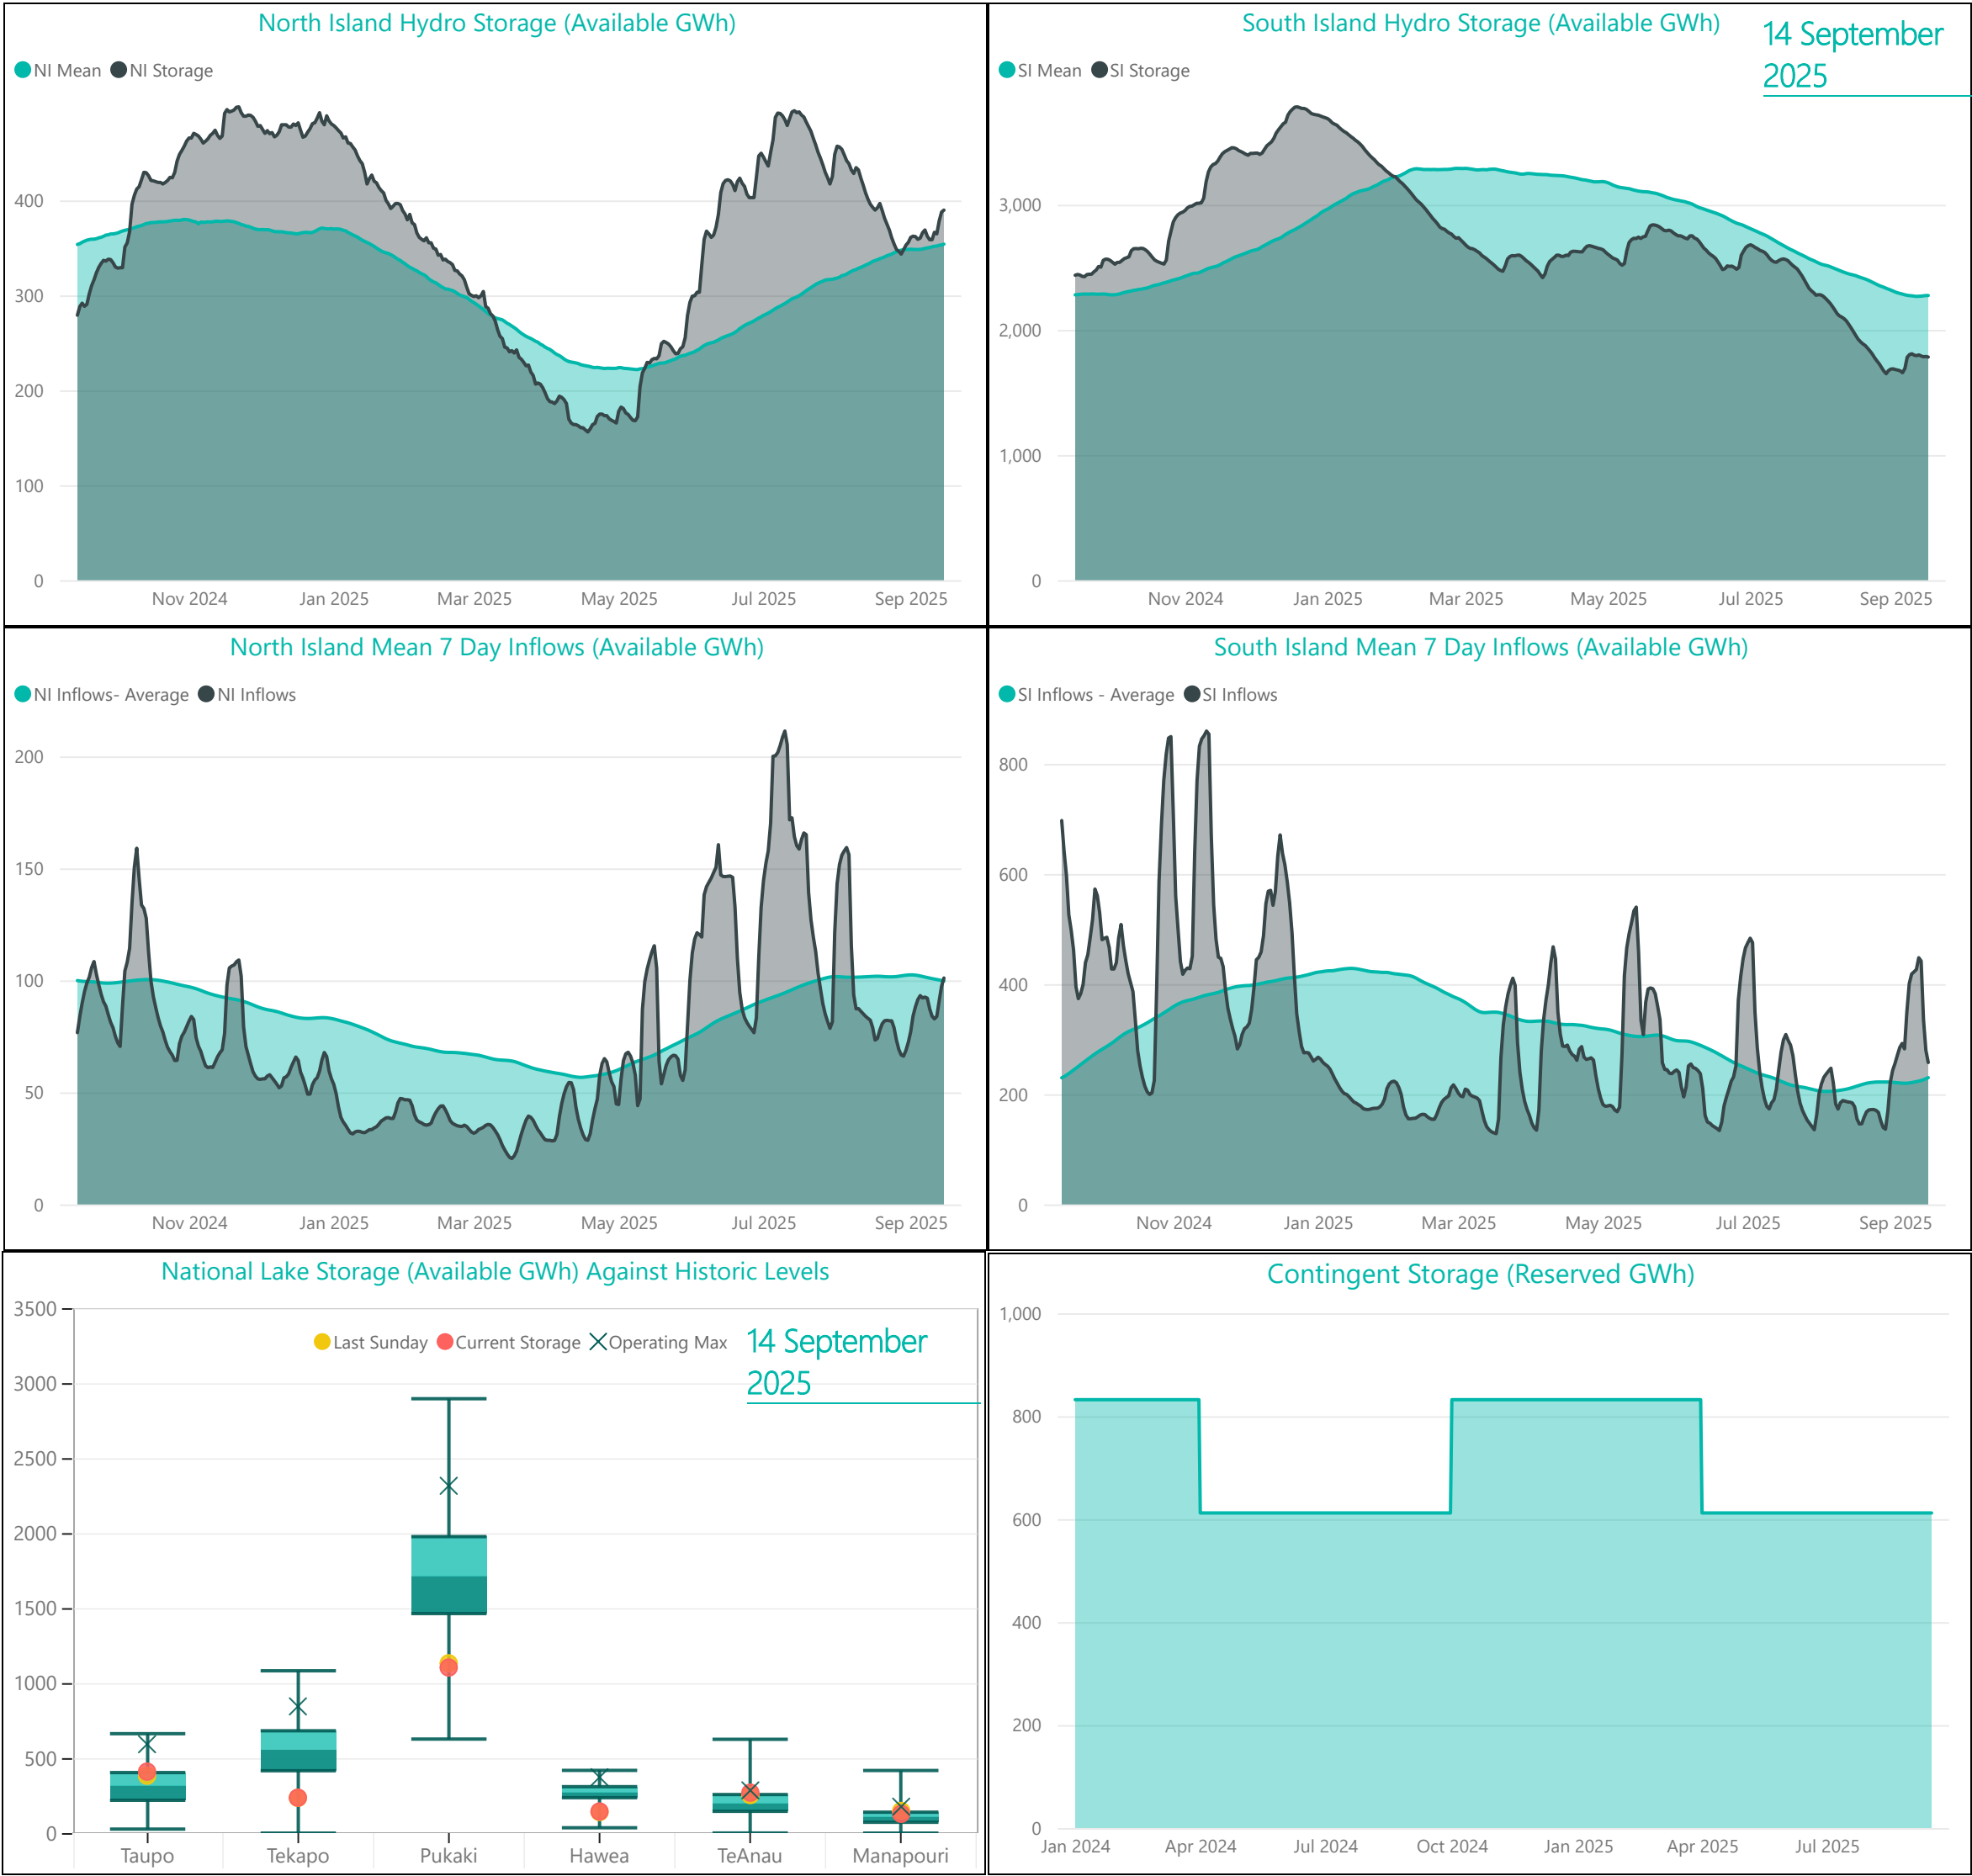 North Island Hydro Storage (Available GWh)
NI Mean NI Storage
400
300
200
100
0
Nov 2024 Jan 2025 Mar 2025 May 2025 Jul 2025 Sep 2025
South Island Hydro Storage (Available GWh)
14 September
2025
SI Mean SI Storage
3,000
2,000
1,000
0
Nov 2024 Jan 2025 Mar 2025 May 2025 Jul 2025 Sep 2025
North Island Mean 7 Day Inflows (Available GWh)
NI Inflows- Average NI Inflows
200
150
100
50
0
Nov 2024 Jan 2025 Mar 2025 May 2025 Jul 2025 Sep 2025
South Island Mean 7 Day Inflows (Available GWh)
SI Inflows - Average SI Inflows
800
600
400
200
0
Nov 2024 Jan 2025 Mar 2025 May 2025 Jul 2025 Sep 2025
National Lake Storage (Available GWh) Against Historic Levels
Last Sunday Current Storage Operating Max
14 September
2025
3500
3000
2500
2000
1500
1000
500
0
Taupo Tekapo Pukaki Hawea TeAnau Manapouri
Contingent Storage (Reserved GWh)
1,000
800
600
400
200
0
Jan 2024 Apr 2024 Jul 2024 Oct 2024 Jan 2025 Apr 2025 Jul 2025